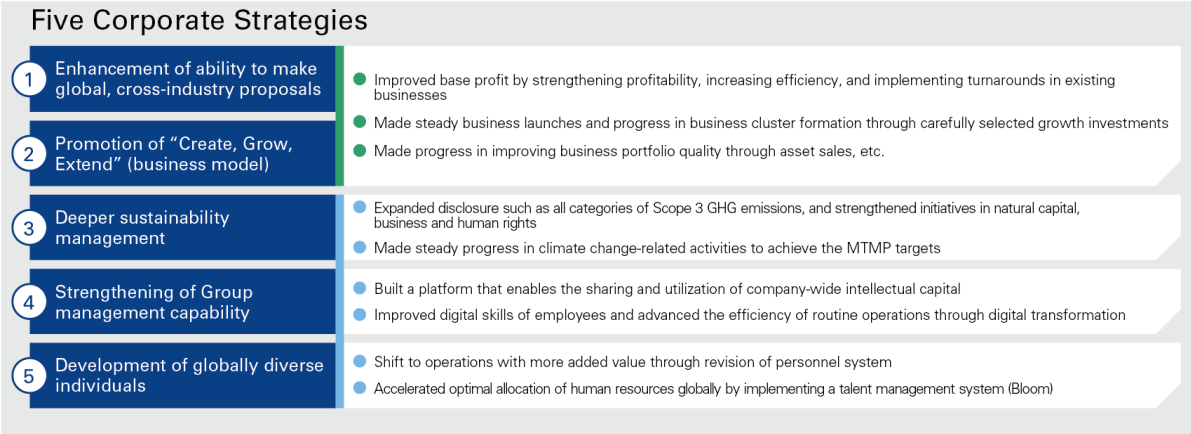 Five Corporate Strategies
1
Enhancement of ability to make
global, cross-industry proposals
2
Promotion of “Create, Grow,
Extend” (business model)
Improved base profit by strengthening profitability, increasing efficiency, and implementing turnarounds in existing
businesses
Made steady business launches and progress in business cluster formation through carefully selected growth investments
Made progress in improving business portfolio quality through asset sales, etc.
3
Deeper sustainability
management
Expanded disclosure such as all categories of Scope 3 GHG emissions, and strengthened initiatives in natural capital,
business and human rights
Made steady progress in climate change-related activities to achieve the MTMP targets
4
Strengthening of Group
management capability
Built a platform that enables the sharing and utilization of company-wide intellectual capital
Improved digital skills of employees and advanced the efficiency of routine operations through digital transformation
5
Development of globally diverse
individuals
Shift to operations with more added value through revision of personnel system
Accelerated optimal allocation of human resources globally by implementing a talent management system (Bloom)